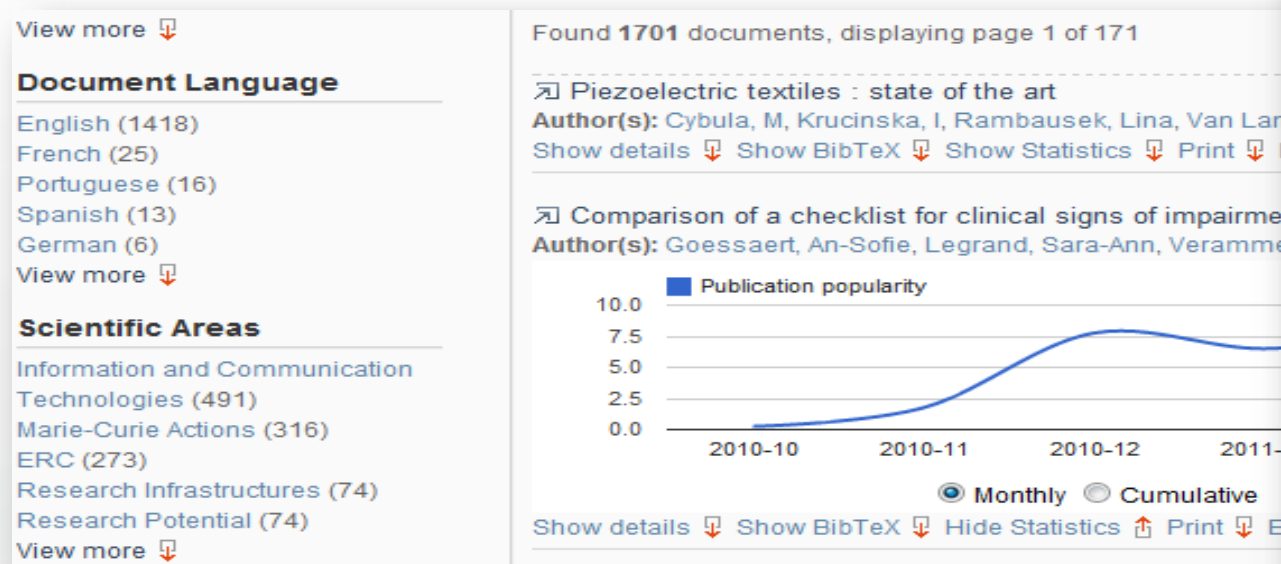 View more
Document Language
English (1418)
French (25)
Portuguese (16)
Spanish (13)
German (6)
View more
Scientific Areas
Information and Communication
Technologies (491)
Marie-Curie Actions (316)
ERC (273)
Research Infrastructures (74)
Research Potential (74)
View more
Found 1701 documents, displaying page 1 of 171
Piezoelectric textiles : state of the art
Author(s): Cybula, M, Krucinska, I, Rambausek, Lina, Van
Show details Show BibTeX Show Statistics Print
Comparison of a checklist for clinical signs of
Author(s): Goessaert, An-Sofie, Legrand, Sara-Ann,
Publication popularity
10.0
7.5
5.0
2.5
0.0
2010-10 2010-11 2010-12 2011-
Monthly Cumulative
Show details Show BibTeX Hide Statistics Print